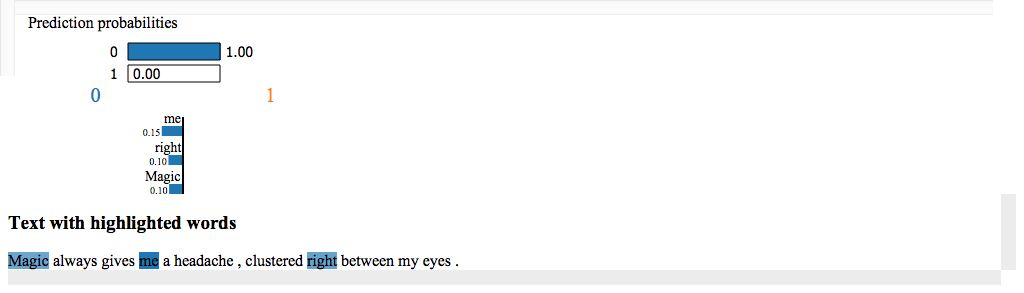 Prediction probabilities
0 1.00
1 0.00
0 1
me
0.15
right
0.10
Magic
0.10
Text with highlighted words
Magic always gives me a headache , clustered right between my eyes .